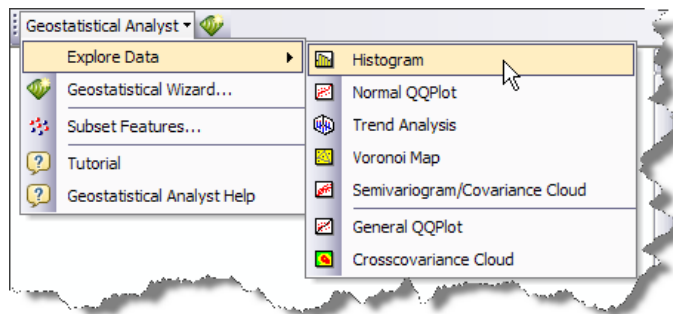 Geostatistical Analyst
Explore Data
Geostatistical Wizard...
Subset Features...
Tutorial
Geostatistical Analyst Help
Histogram
Normal QQPlot
Trend Analysis
Voronoi Map
Semivariogram/Covariance Cloud
General QQPlot
Crosscovariance Cloud